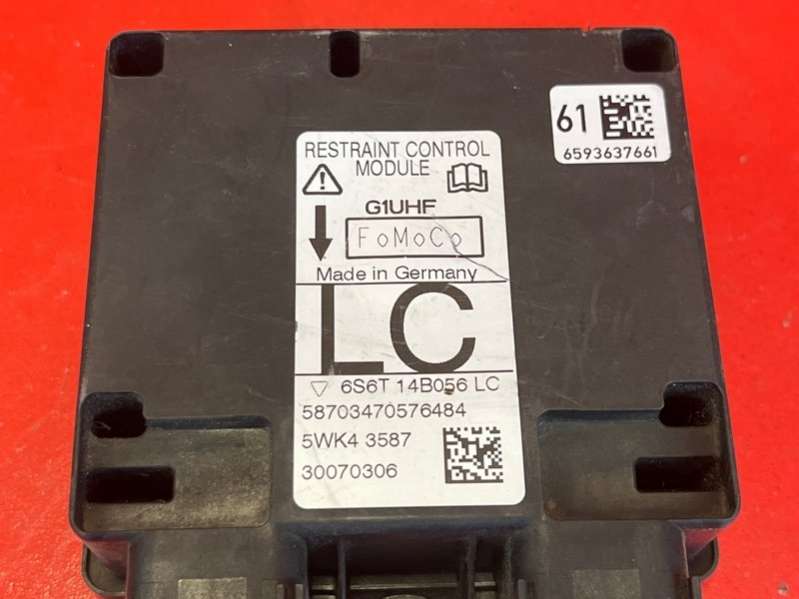 61
6593637661
RESTRAINT CONTROL
MODULE
G1UHF
FoMoCo
Made in Germany
LC
6S6T 14B056 LC
58703470576484
5WK4 3587
30070306